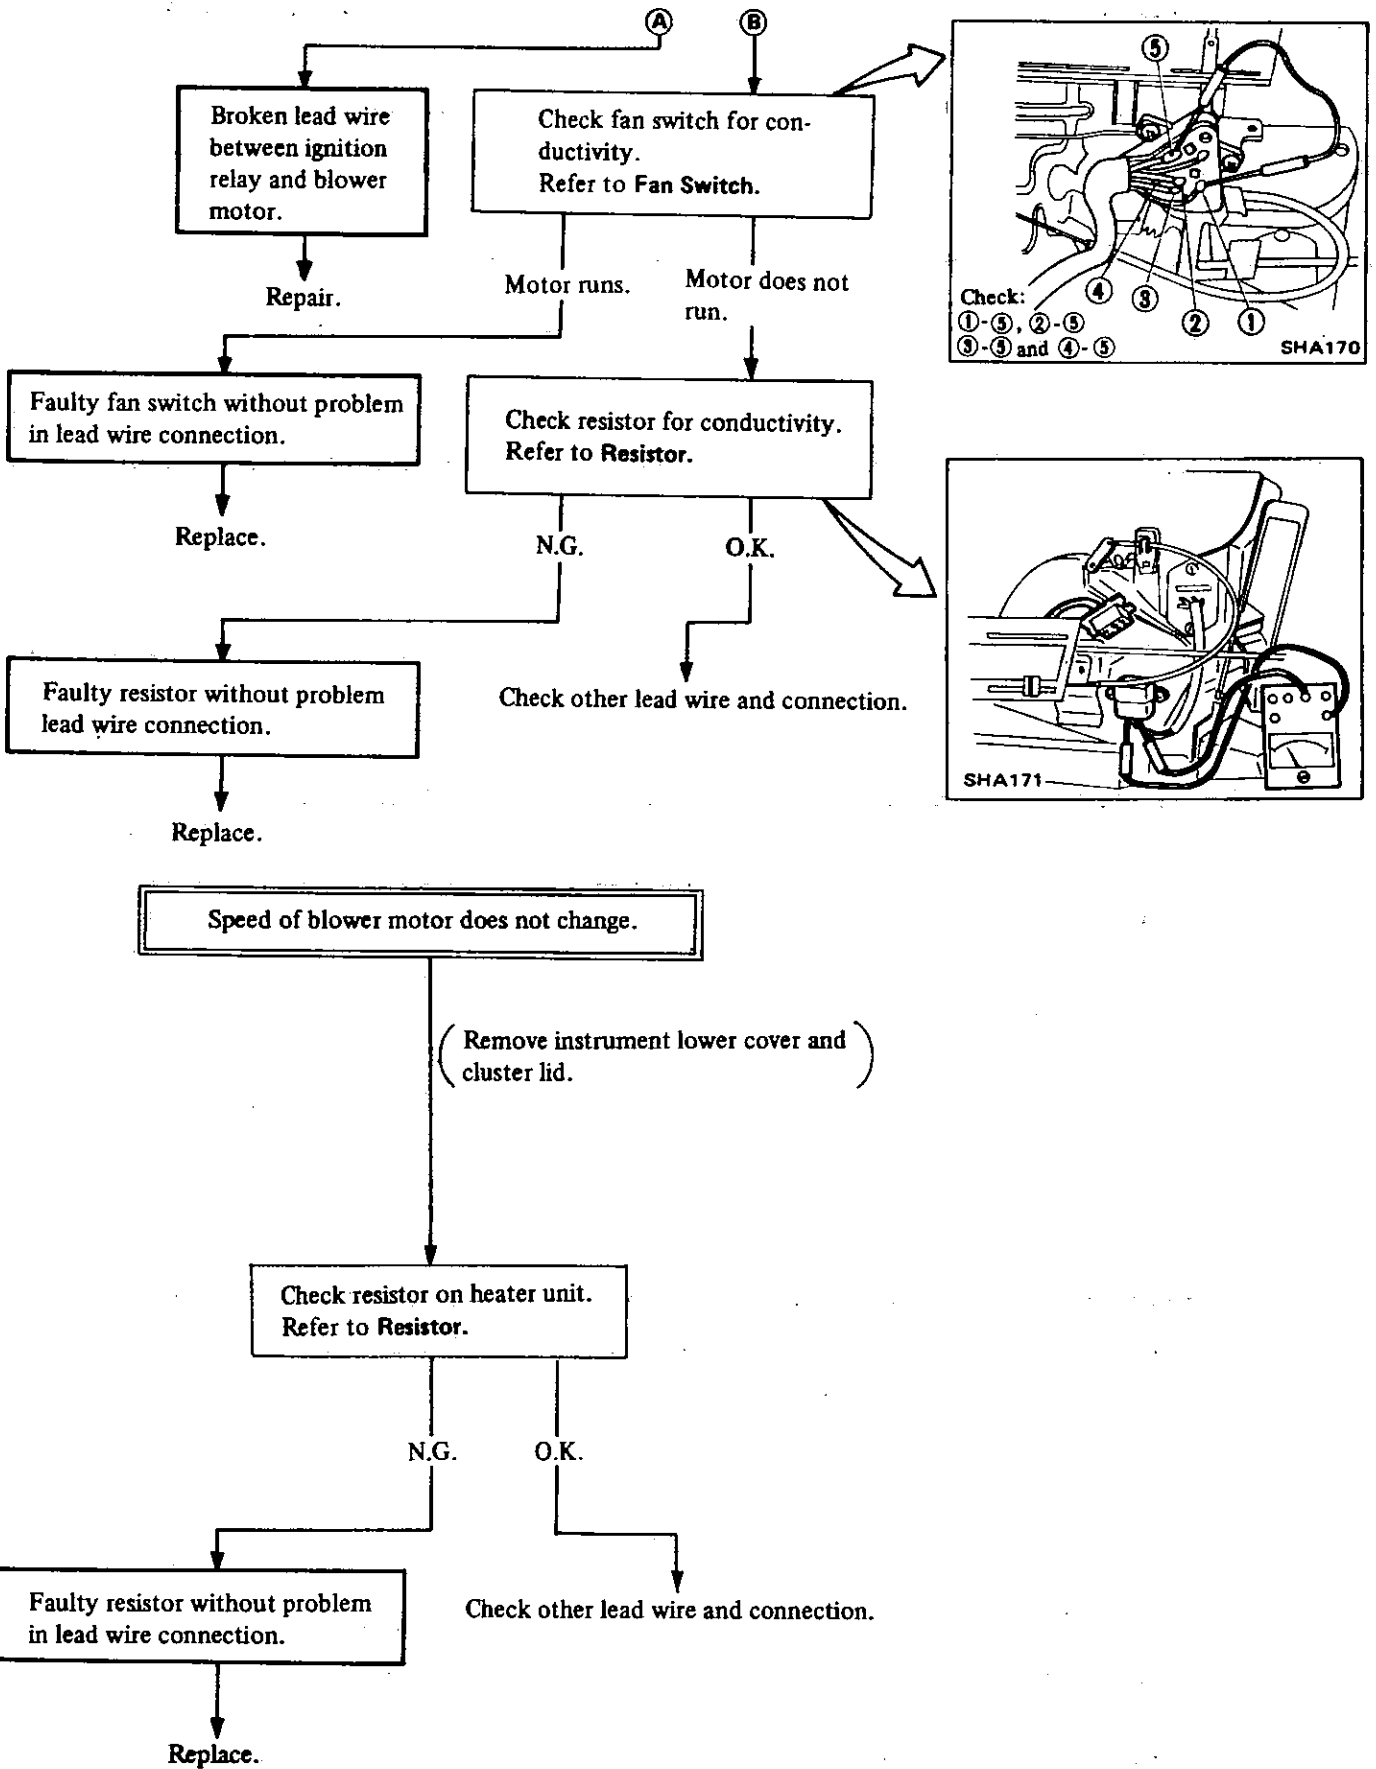 A B
Broken lead wire
between ignition
relay and blower
motor.
Repair.
Check fan switch for con-
ductivity.
Refer to Fan Switch.
5
4 3 2 1
Check:
①-⑤, ②-⑤
③-⑤ and ④-⑤
SHA170
Motor runs.
Motor does not
run.
Faulty fan switch without problem
in lead wire connection.
Replace.
Check resistor for conductivity.
Refer to Resistor.
N.G. O.K.
SHA171
Faulty resistor without problem
lead wire connection.
Replace.
Check other lead wire and connection.
Speed of blower motor does not change.
(Remove instrument lower cover and
cluster lid.)
Check resistor on heater unit.
Refer to Resistor.
N.G. O.K.
Faulty resistor without problem
in lead wire connection.
Replace.
Check other lead wire and connection.